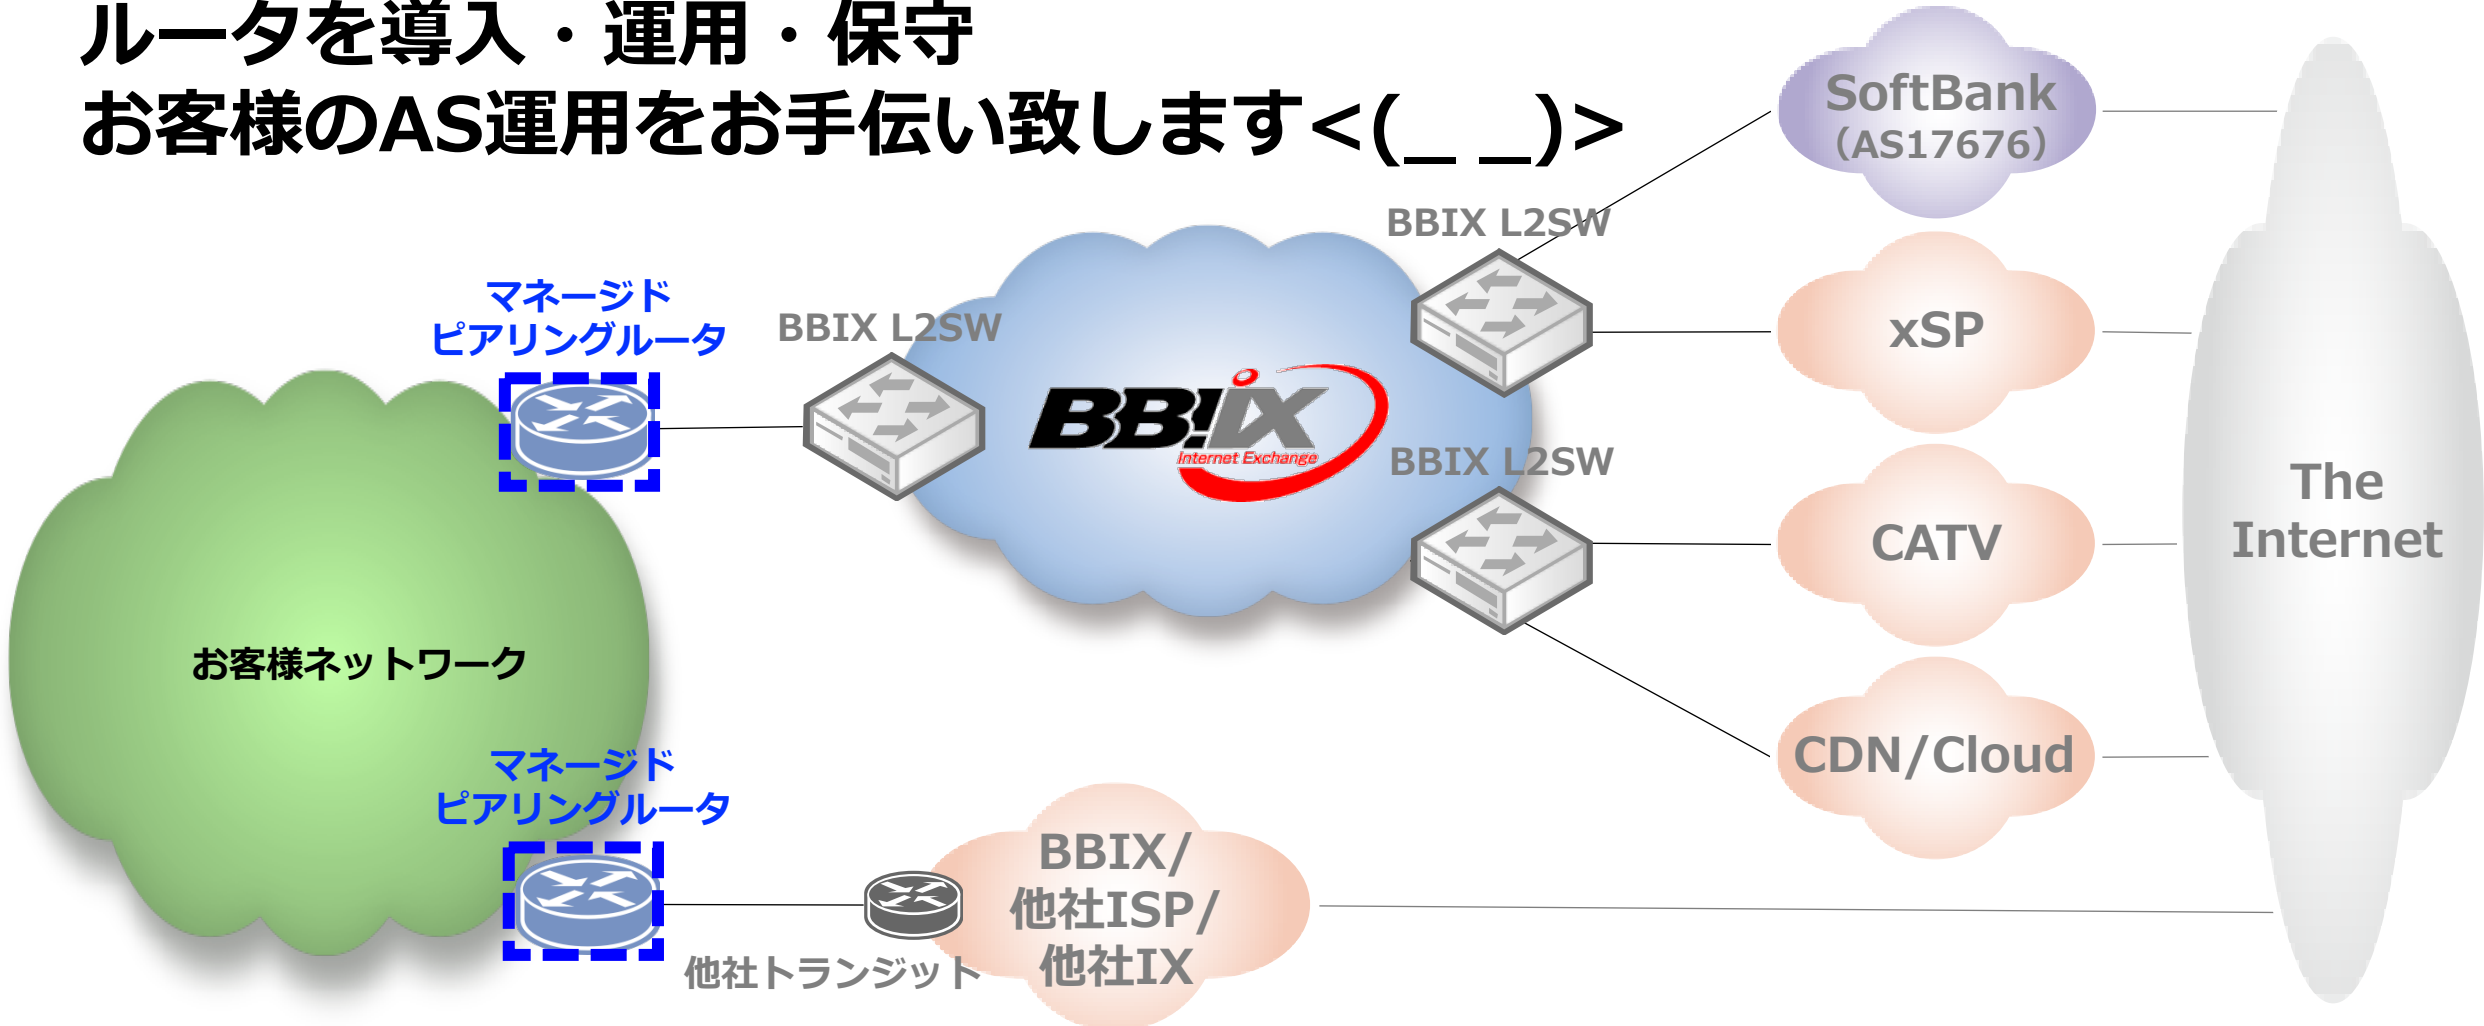 ルータを導入・運用・保守
お客様のAS運用をお手伝い致します<(_ _)>
SoftBank
（AS17676）
BBIX L2SW
マネージド
ピアリングルータ
BBIX L2SW
xSP
BBIX
Internet Exchange
BBIX L2SW
The
Internet
CATV
お客様ネットワーク
マネージド
ピアリングルータ
CDN/Cloud
BBIX/
他社ISP/
他社IX
他社トランジット